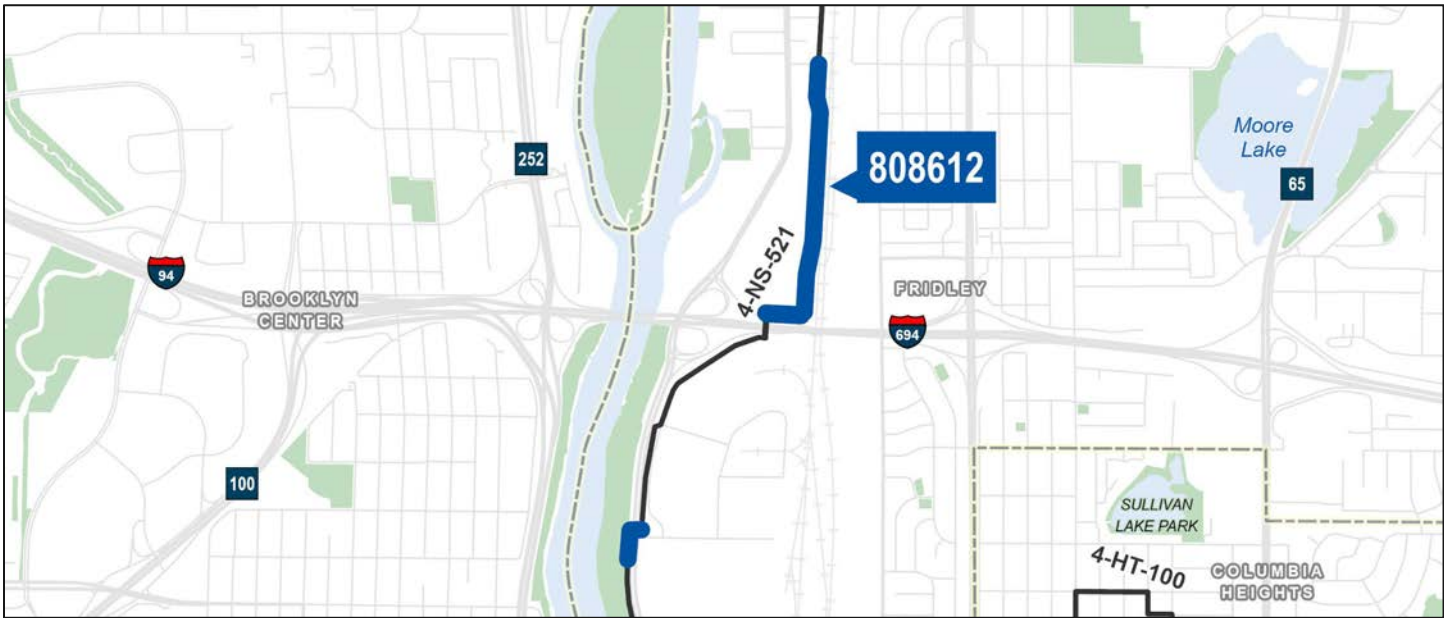 Moore
Lake
252
808612
65
4-NS-521
94
FRIDLEY
BROOKLYN
CENTER
694
100
SULLIVAN
LAKE PARK
4-HT-100
COLUMBIA
HEIGHTS